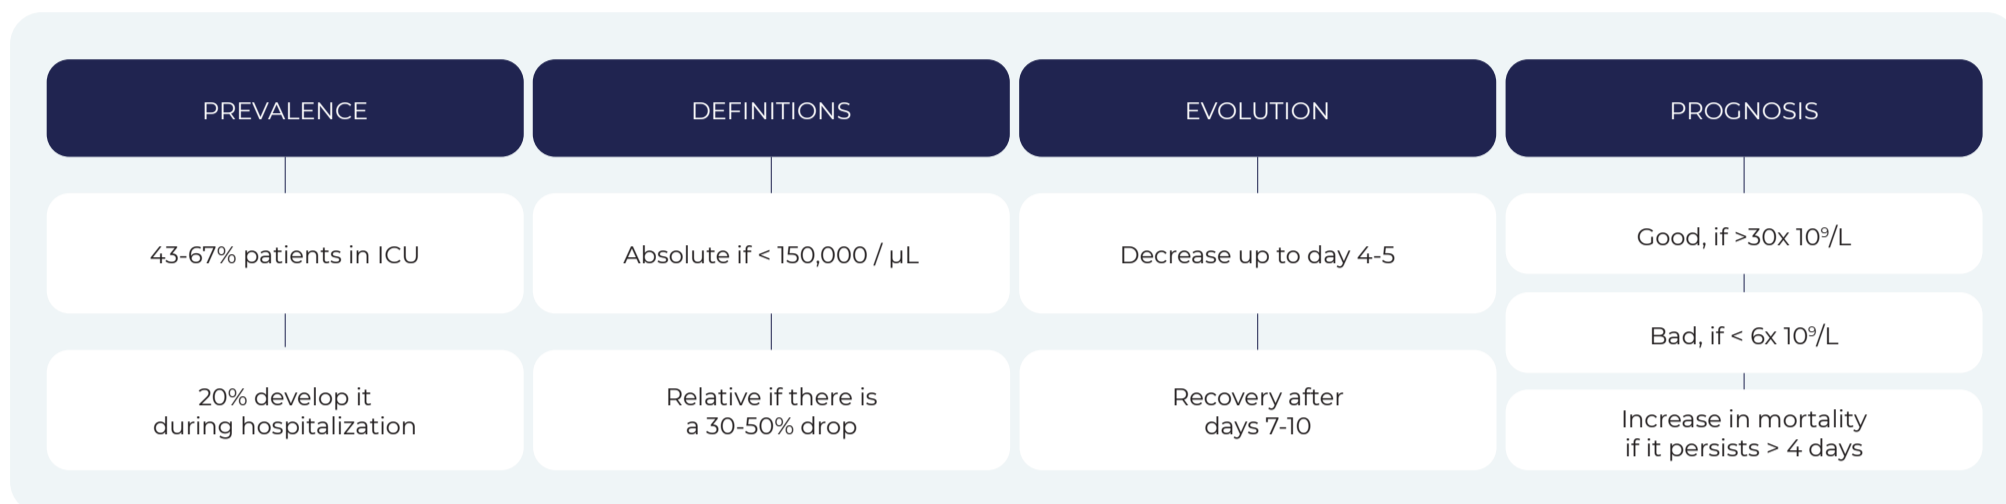 PREVALENCE
43-67% patients in ICU
20% develop it
during hospitalization
DEFINITIONS
Absolute if < 150,000 / µL
Relative if there is
a 30-50% drop
EVOLUTION
Decrease up to day 4-5
Recovery after
days 7-10
PROGNOSIS
Good, if >30x 10⁹/L
Bad, if < 6x 10⁹/L
Increase in mortality
if it persists > 4 days